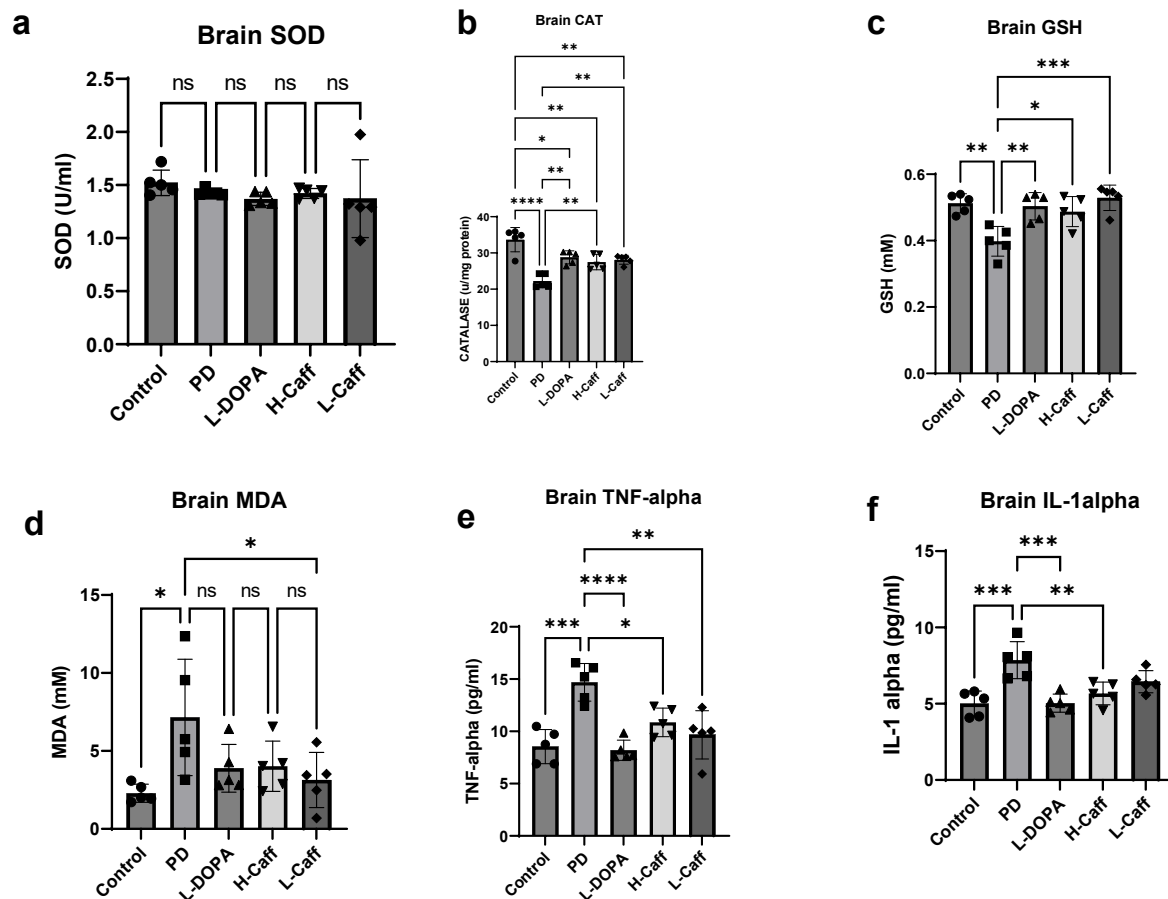 a
Brain SOD
ns ns ns ns
2.5
2.0
1.5
1.0
0.5
0.0
SOD (U/ml)
Control PD L-DOPA H-Caff L-Caff
b
Brain CAT
**
**
**
*
**
**** **
40
30
20
10
0
CATALASE (u/mg protein)
Control PD L-DOPA H-Caff L-Caff
c
Brain GSH
***
*
** **
0.6
0.4
0.2
0.0
GSH (mM)
Control PD L-DOPA H-Caff L-Caff
d
Brain MDA
*
* ns ns ns
15
10
5
0
MDA (mM)
Control PD L-DOPA H-Caff L-Caff
e
Brain TNF-alpha
**
****
*** *
20
15
10
5
0
TNF-alpha (pg/ml)
Control PD L-DOPA H-Caff L-Caff
f
Brain IL-1alpha
***
*** **
15
10
5
0
IL-1 alpha (pg/ml)
Control PD L-DOPA H-Caff L-Caff